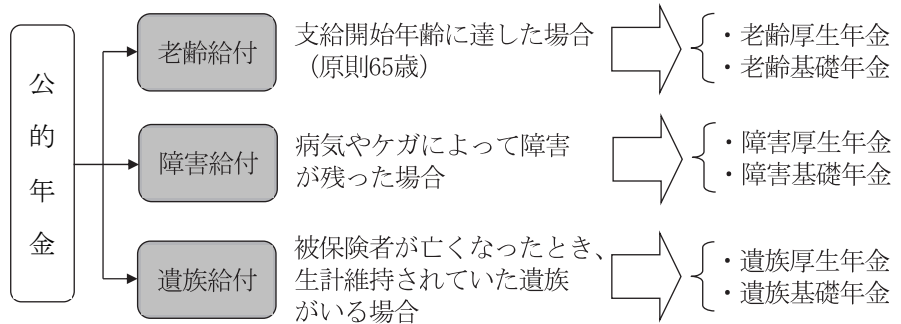 公的年金
老齢給付
支給開始年齢に達した場合
（原則65歳）
・老齢厚生年金
・老齢基礎年金
障害給付
病気やケガによって障害
が残った場合
・障害厚生年金
・障害基礎年金
遺族給付
被保険者が亡くなったとき、
生計維持されていた遺族
がいる場合
・遺族厚生年金
・遺族基礎年金